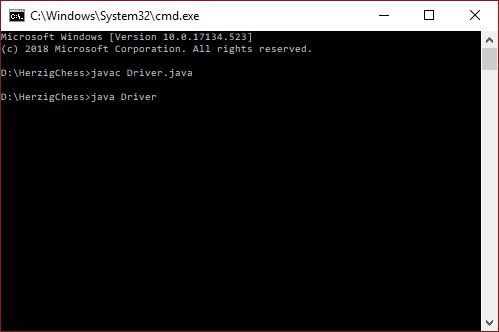 C:\Windows\System32\cmd.exe
Microsoft Windows [Version 10.0.17134.523]
(c) 2018 Microsoft Corporation. All rights reserved.
D:\HerzigChess>javac Driver.java
D:\HerzigChess>java Driver